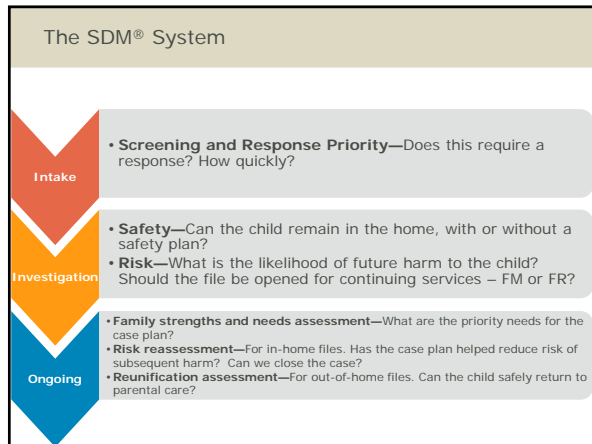 The SDM® System
Intake
• Screening and Response Priority—Does this require a
response? How quickly?
Investigation
• Safety—Can the child remain in the home, with or without a
safety plan?
• Risk—What is the likelihood of future harm to the child?
Should the file be opened for continuing services – FM or FR?
Ongoing
• Family strengths and needs assessment—What are the priority needs for the
case plan?
• Risk reassessment—For in-home files. Has the case plan helped reduce risk of
subsequent harm? Can we close the case?
• Reunification assessment—For out-of-home files. Can the child safely return to
parental care?